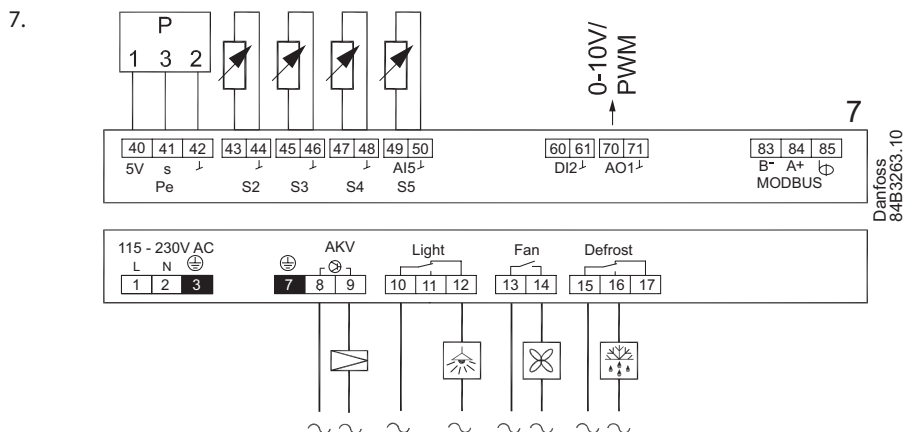 7.
P
1 3 2
0-10V/
PWM
7
40 41 42 43 44 45 46 47 48 49 50 60 61 70 71 83 84 85
5V s AI5 DI2 AO1 B- A+
Pe S2 S3 S4 S5 MODBUS
Danfoss
84B3263.10
115 - 230V AC AKV Light Fan Defrost
L N
1 2 3 7 8 9 10 11 12 13 14 15 16 17